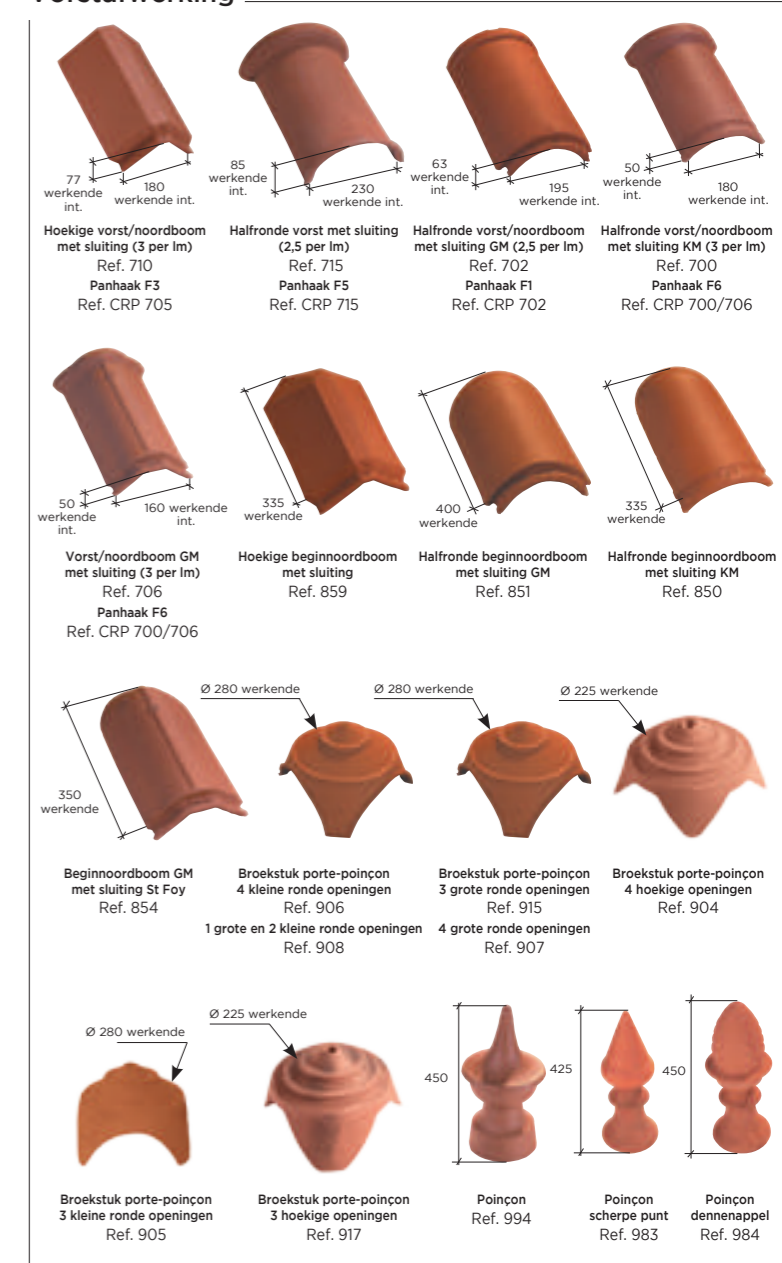 Vorstafwerking
77
werkende
int.
180
werkende int.
Hoekige vorst/noordboom
met sluiting (3 per lm)
Ref. 710
Panhaak F3
Ref. CRP 705
85
werkende
int.
230
werkende int.
Halfronde vorst met sluiting
(2,5 per lm)
Ref. 715
Panhaak F5
Ref. CRP 715
63
werkende
int.
195
werkende int.
Halfronde vorst/noordboom
met sluiting GM (2,5 per lm)
Ref. 702
Panhaak F1
Ref. CRP 702
50
werkende
int.
180
werkende int.
Halfronde vorst/noordboom
met sluiting KM (3 per lm)
Ref. 700
Panhaak F6
Ref. CRP 700/706
50
werkende
int.
160 werkende
int.
Vorst/noordboom GM
met sluiting (3 per lm)
Ref. 706
Panhaak F6
Ref. CRP 700/706
335
werkende
Hoekige beginnoordboom
met sluiting
Ref. 859
400
werkende
Halfronde beginnoordboom
met sluiting GM
Ref. 851
335
werkende
Halfronde beginnoordboom
met sluiting KM
Ref. 850
350
werkende
Beginnoordboom GM
met sluiting St Foy
Ref. 854
Ø 280 werkende
Broekstuk porte-poinçon
4 kleine ronde openingen
Ref. 906
1 grote en 2 kleine ronde openingen
Ref. 908
Ø 280 werkende
Broekstuk porte-poinçon
3 grote ronde openingen
Ref. 915
4 grote ronde openingen
Ref. 907
Ø 225 werkende
Broekstuk porte-poinçon
4 hoekige openingen
Ref. 904
Ø 280 werkende
Broekstuk porte-poinçon
3 kleine ronde openingen
Ref. 905
Ø 225 werkende
Broekstuk porte-poinçon
3 hoekige openingen
Ref. 917
450
Poinçon
Ref. 994
425
Poinçon
scherpe punt
Ref. 983
450
Poinçon
dennenappel
Ref. 984